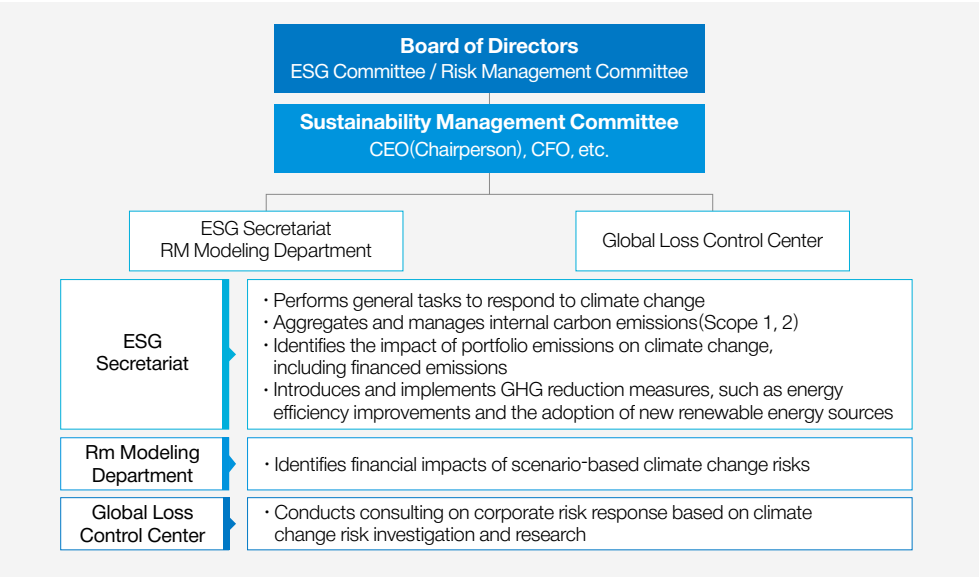 Board of Directors
ESG Committee / Risk Management Committee
Sustainability Management Committee
CEO(Chairperson), CFO, etc.
ESG Secretariat
RM Modeling Department
Global Loss Control Center
ESG
Secretariat
· Performs general tasks to respond to climate change
· Aggregates and manages internal carbon emissions(Scope 1, 2)
· Identifies the impact of portfolio emissions on climate change,
including financed emissions
· Introduces and implements GHG reduction measures, such as energy
efficiency improvements and the adoption of new renewable energy sources
Rm Modeling
Department
· Identifies financial impacts of scenario-based climate change risks
Global Loss
Control Center
· Conducts consulting on corporate risk response based on climate
change risk investigation and research